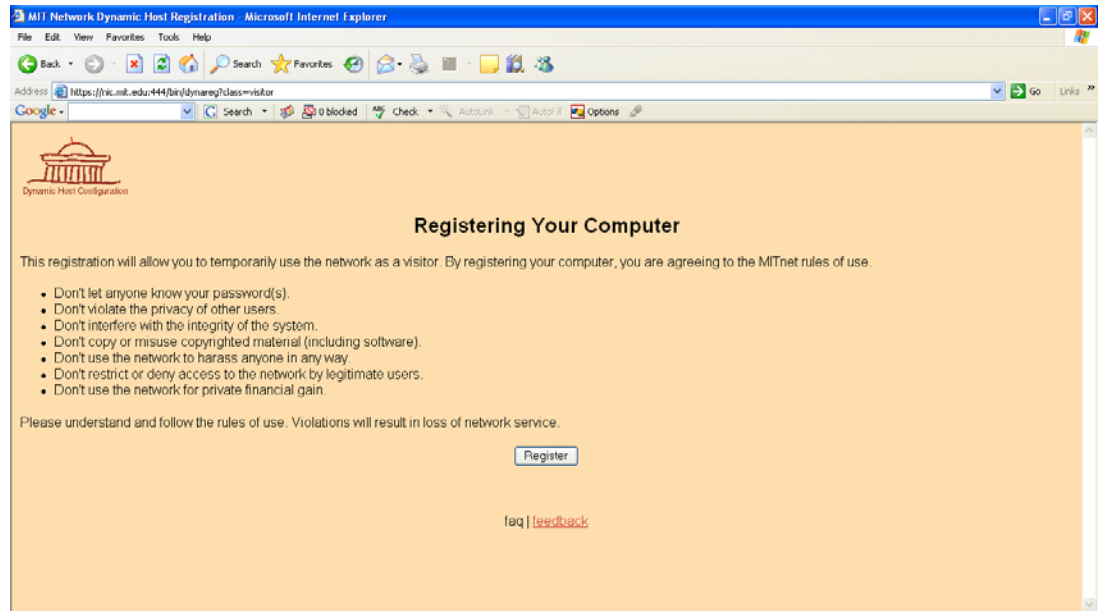 MIT Network Dynamic Host Registration - Microsoft Internet Explorer
File Edit View Favorites Tools Help
Back Search Favorites
Address https://nic.mit.edu:444/bin/dynareg?class=visitor Go Links »
Google Search 0 blocked Check AutoLink AutoFill Options
Dynamic Host Configuration
Registering Your Computer
This registration will allow you to temporarily use the network as a visitor. By registering your computer, you are agreeing to the MITnet rules of use.
• Don't let anyone know your password(s).
• Don't violate the privacy of other users.
• Don't interfere with the integrity of the system.
• Don't copy or misuse copyrighted material (including software).
• Don't use the network to harass anyone in any way.
• Don't restrict or deny access to the network by legitimate users.
• Don't use the network for private financial gain.
Please understand and follow the rules of use. Violations will result in loss of network service.
Register
faq | feedback